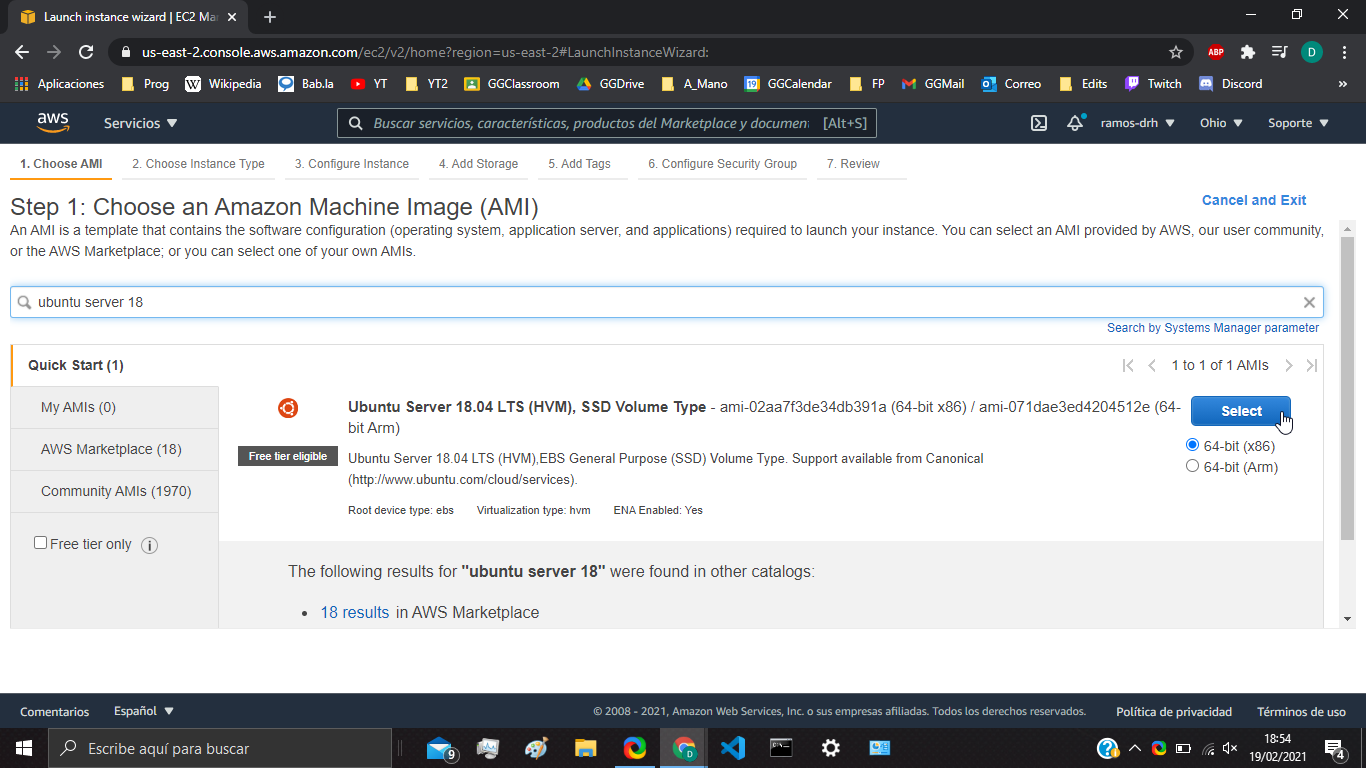 Launch instance wizard | EC2 Ma
us-east-2.console.aws.amazon.com/ec2/v2/home?region=us-east-2#LaunchInstanceWizard:
ABP
D
Aplicaciones Prog Wikipedia Bab.la YT YT2 GGClassroom GGDrive A_Mano GGCalendar FP GGMail Correo Edits Twitch Discord »
aws Servicios Buscar servicios, características, productos del Marketplace y document [Alt+S] ramos-drh Ohio Soporte
1. Choose AMI 2. Choose Instance Type 3. Configure Instance 4. Add Storage 5. Add Tags 6. Configure Security Group 7. Review
Step 1: Choose an Amazon Machine Image (AMI)
Cancel and Exit
An AMI is a template that contains the software configuration (operating system, application server, and applications) required to launch your instance. You can select an AMI provided by AWS, our user community,
or the AWS Marketplace; or you can select one of your own AMIs.
ubuntu server 18
Search by Systems Manager parameter
Quick Start (1)
1 to 1 of 1 AMIs
My AMIs (0)
AWS Marketplace (18)
Community AMIs (1970)
Free tier only
Ubuntu Server 18.04 LTS (HVM), SSD Volume Type - ami-02aa7f3de34db391a (64-bit x86) / ami-071dae3ed4204512e (64-
bit Arm)
Free tier eligible
Ubuntu Server 18.04 LTS (HVM),EBS General Purpose (SSD) Volume Type. Support available from Canonical
(http://www.ubuntu.com/cloud/services).
Root device type: ebs Virtualization type: hvm ENA Enabled: Yes
Select
64-bit (x86)
64-bit (Arm)
The following results for "ubuntu server 18" were found in other catalogs:
• 18 results in AWS Marketplace
Comentarios Español © 2008 - 2021, Amazon Web Services, Inc. o sus empresas afiliadas. Todos los derechos reservados. Política de privacidad Términos de uso
Escribe aquí para buscar
9
D
18:54
19/02/2021
4